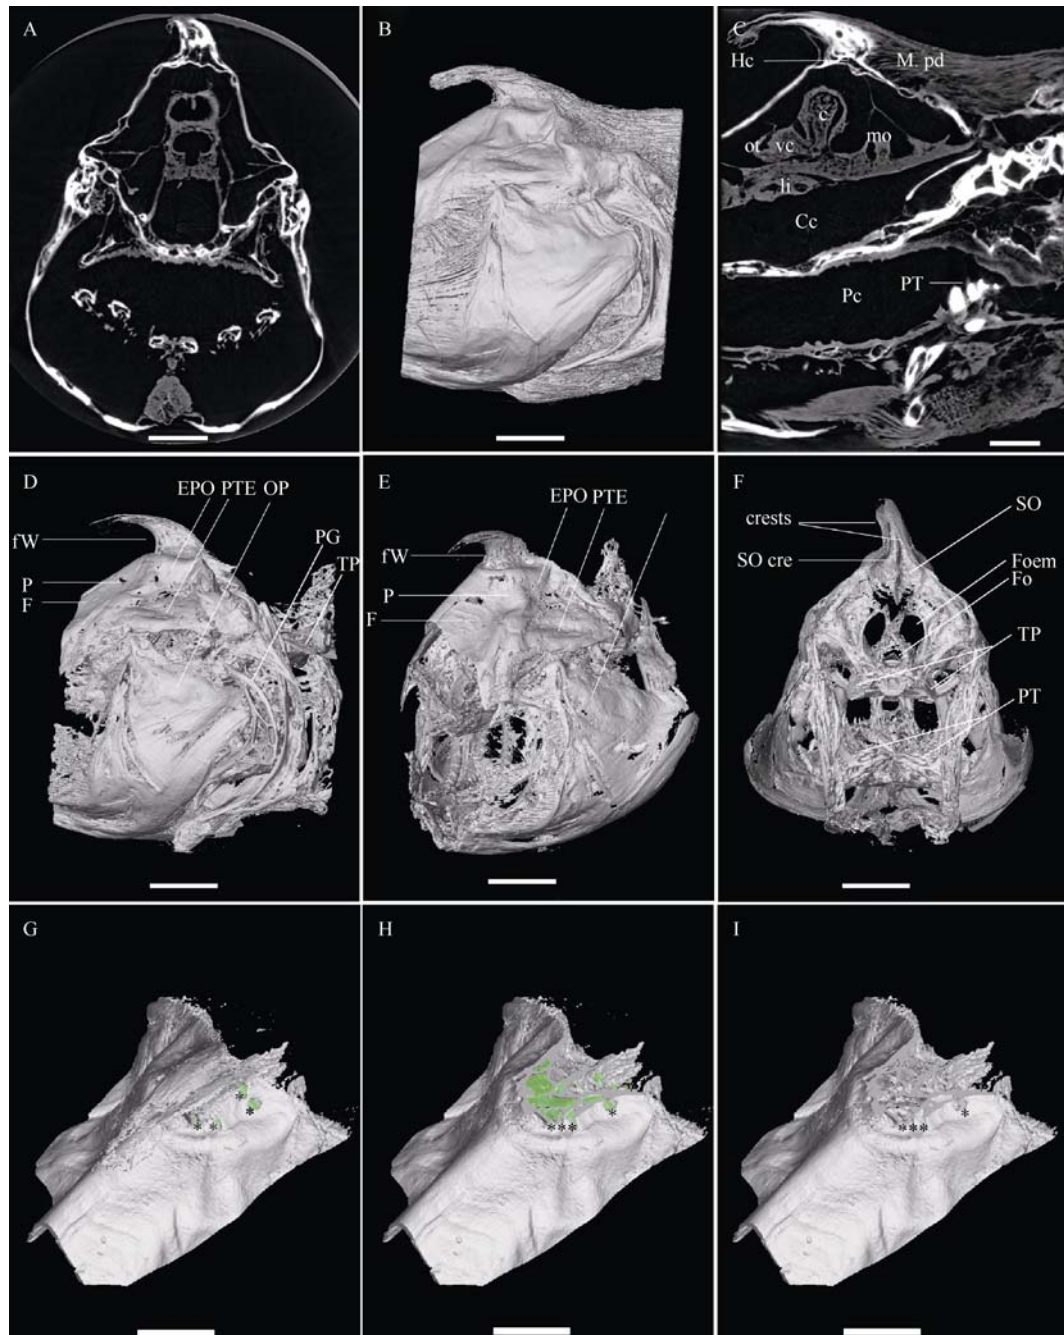 A
B
C
Hc
M. pd
c
ot
vc
mo
li
Cc
Pc
PT
D
EPO PTE OP
fW
PG
TP
P
F
E
EPO PTE
fW
P
F
F
crests
SO
SO cre
Foem
Fo
TP
PT
G
* * * *
H
* * * *
I
* * * *